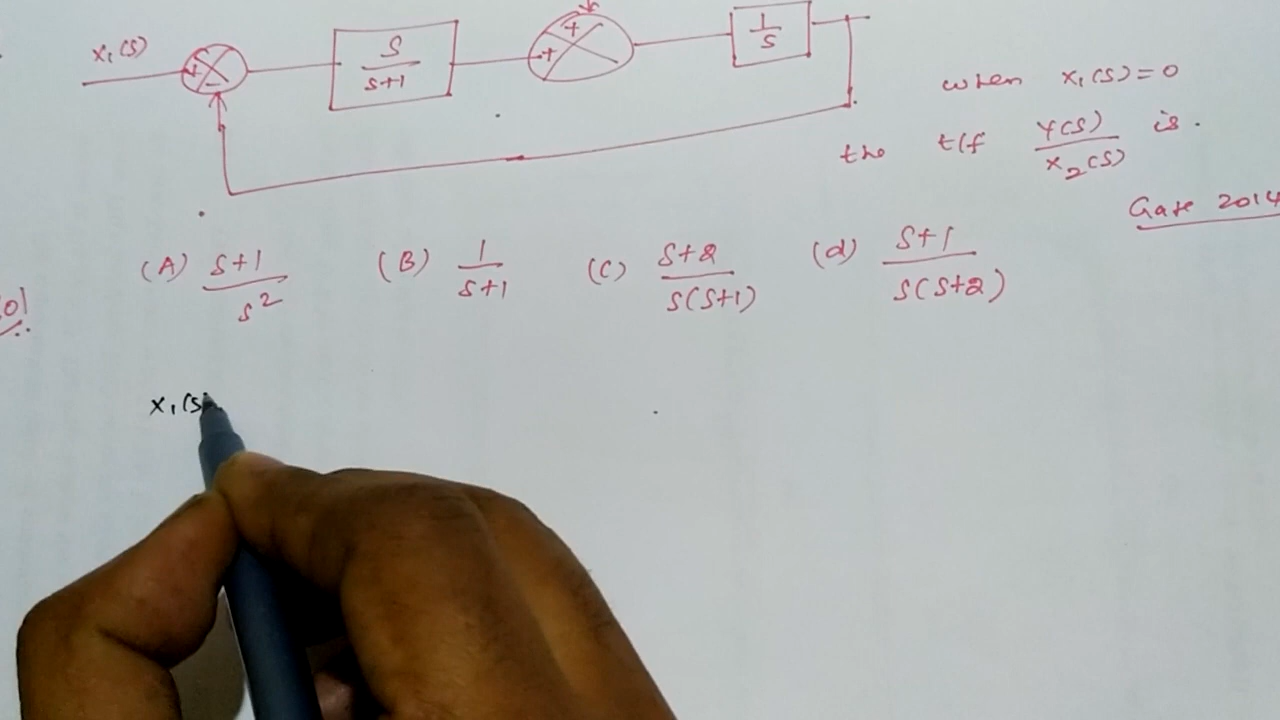 x₁(s)
+
-
s
s+1
+
+
1
s
when x₁(s)=0
the t/f Y(s)/x₂(s) is.
Gate 2014
(A) s+1/s² (B) 1/s+1 (C) s+2/s(s+1) (d) s+1/s(s+2)
x₁(s)